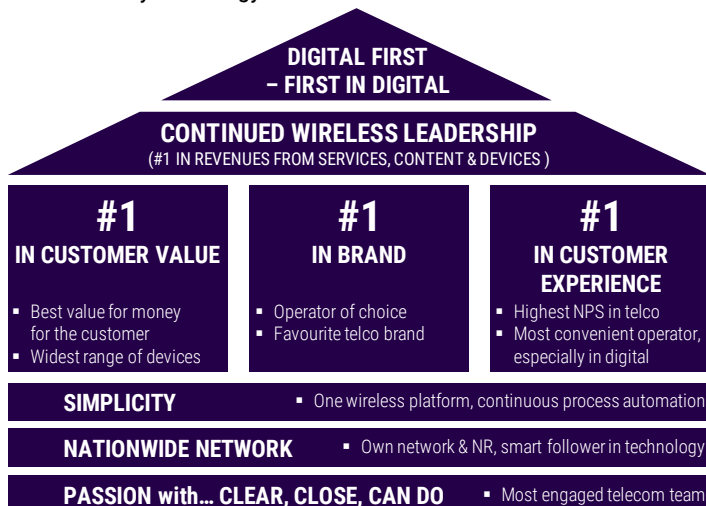 DIGITAL FIRST
– FIRST IN DIGITAL
CONTINUED WIRELESS LEADERSHIP
(#1 IN REVENUES FROM SERVICES, CONTENT & DEVICES )
#1
IN CUSTOMER VALUE
▪ Best value for money
for the customer
▪ Widest range of devices
#1
IN BRAND
▪ Operator of choice
▪ Favourite telco brand
#1
IN CUSTOMER
EXPERIENCE
▪ Highest NPS in telco
▪ Most convenient operator,
especially in digital
SIMPLICITY ▪ One wireless platform, continuous process automation
NATIONWIDE NETWORK ▪ Own network & NR, smart follower in technology
PASSION with… CLEAR, CLOSE, CAN DO ▪ Most engaged telecom team